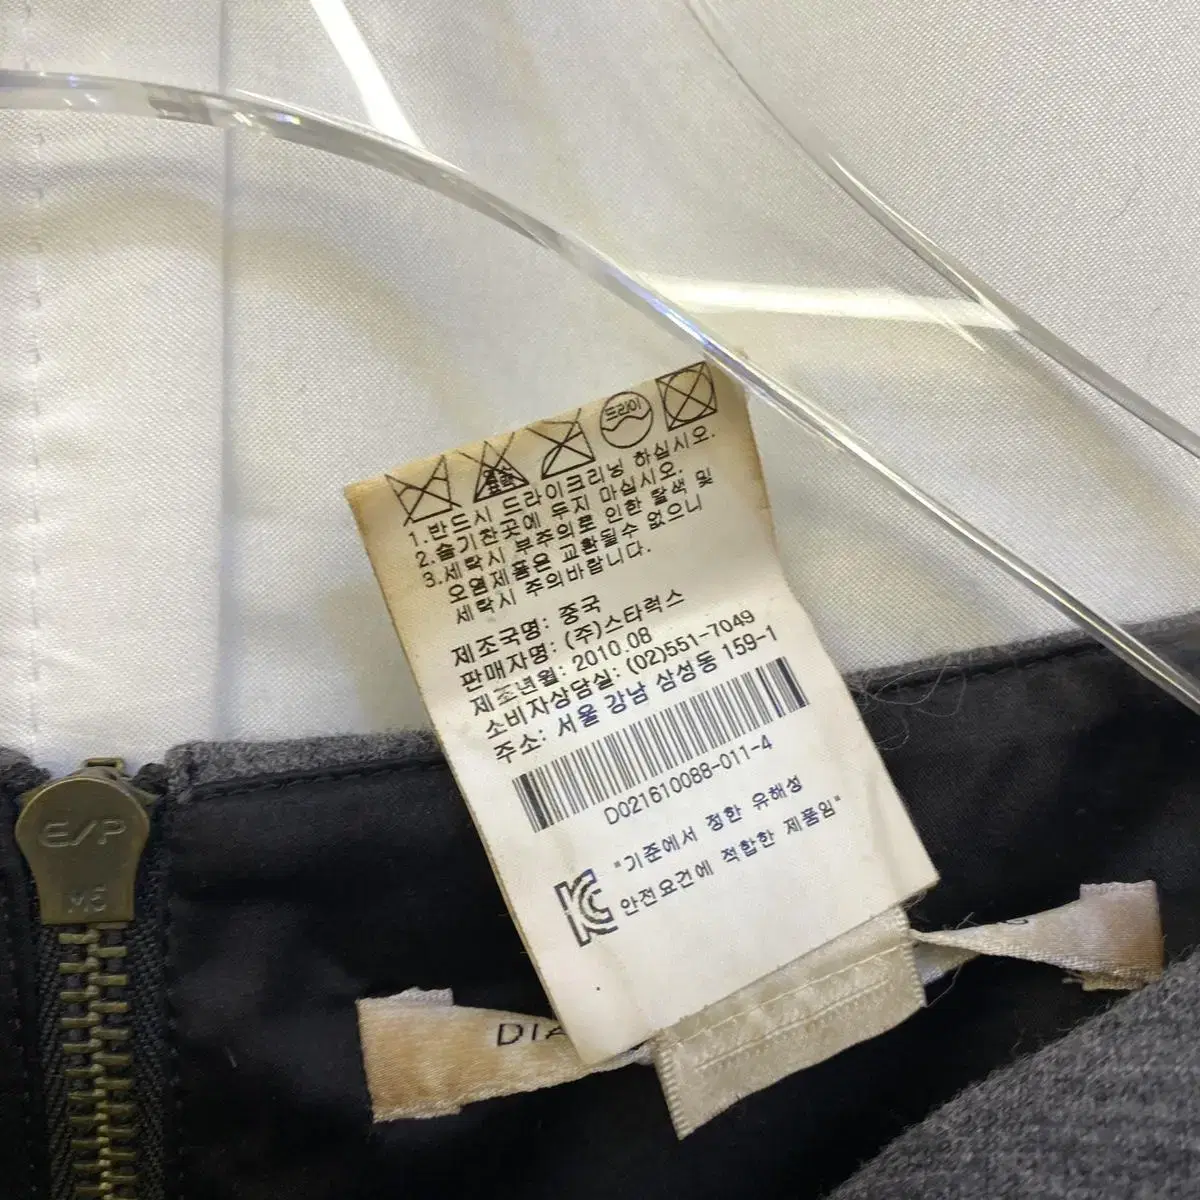 드라이
염소
표백
1.반드시 드라이크리닝 하십시오.
2.습기찬곳에 두지 마십시오.
3.세탁시 부주의로 인한 탈색 및
오염제품은 교환될수 없으니
세탁시 주의바랍니다.
제조국명: 중국
판매자명: (주)스타럭스
제조년월: 2010.08
소비자상담실: (02)551-7049
주소: 서울 강남 삼성동 159-1
D021610088-011-4
"기준에서 정한 유해성
안전요건에 적합한 제품임"
E/P
M5
DIA